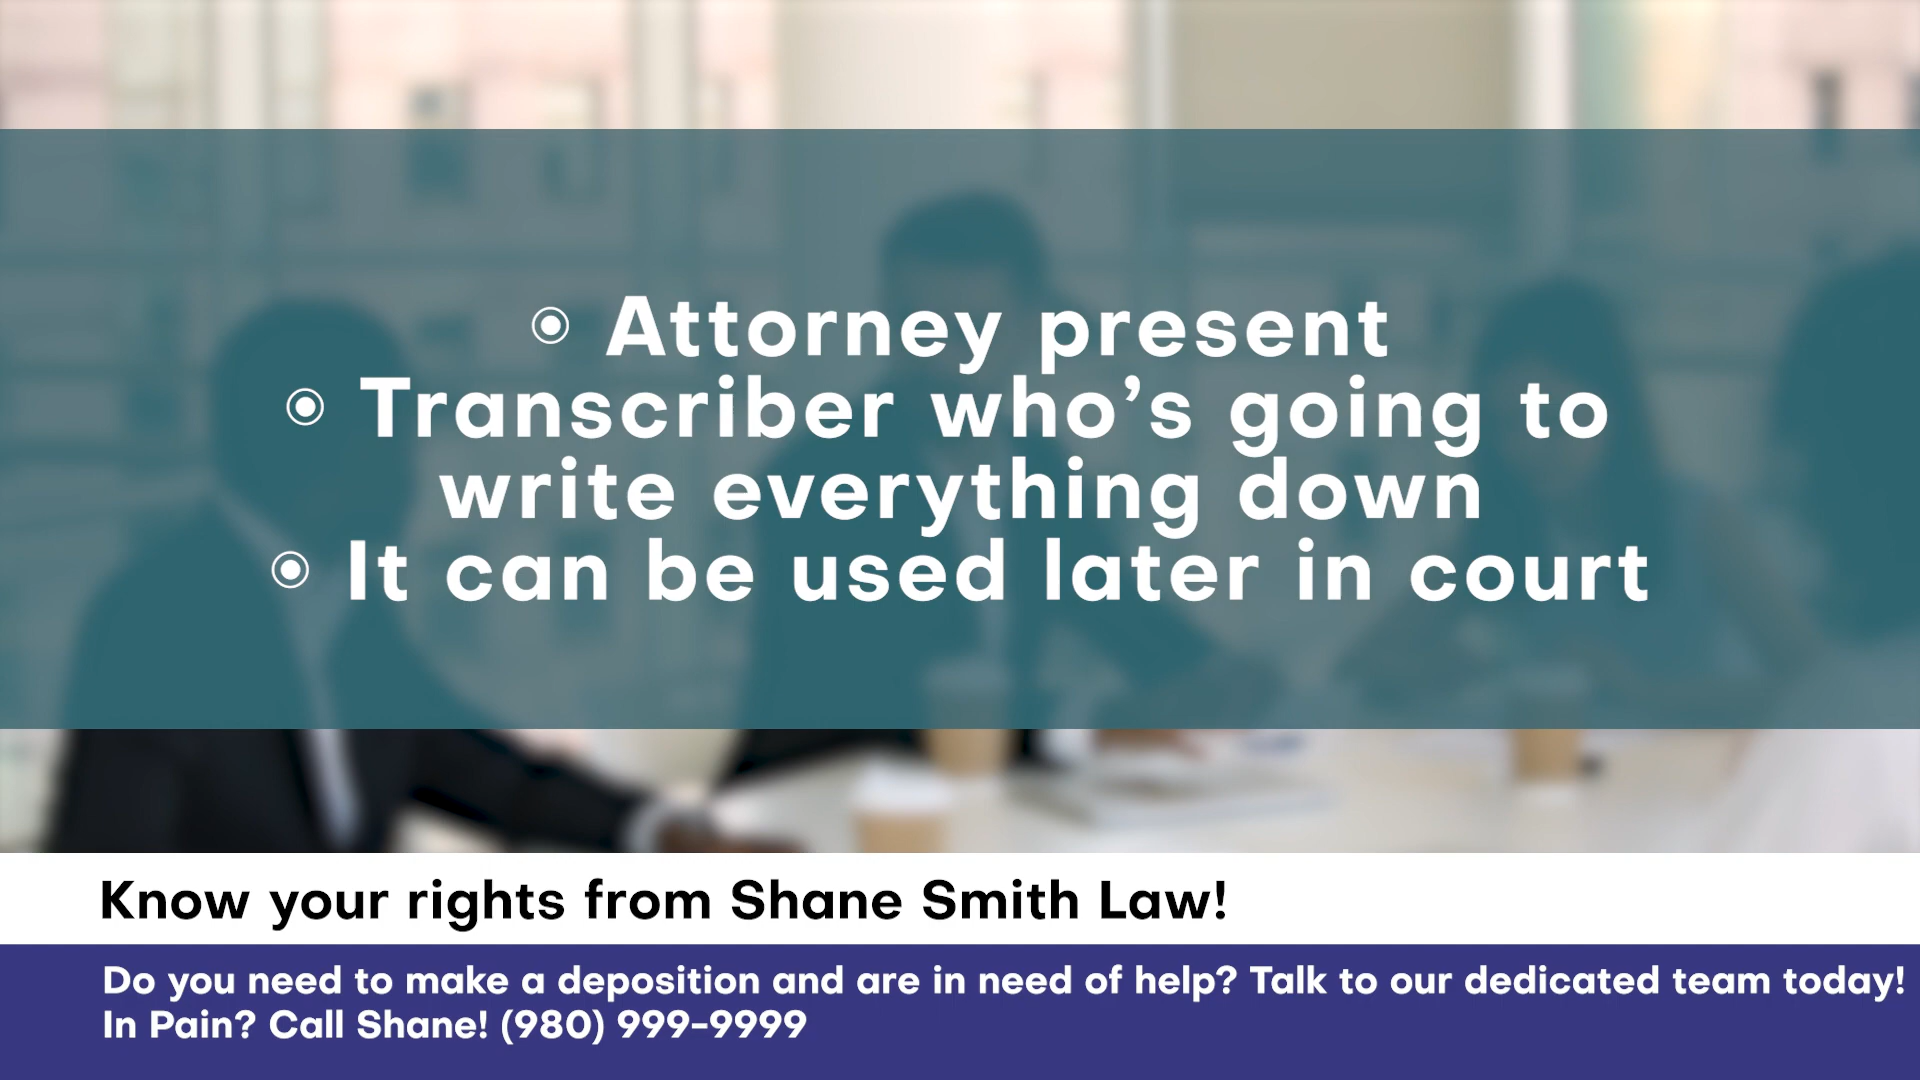 ◉ Attorney present
◉ Transcriber who’s going to
write everything down
◉ It can be used later in court
Know your rights from Shane Smith Law!
Do you need to make a deposition and are in need of help? Talk to our dedicated team today!
In Pain? Call Shane! (980) 999-9999